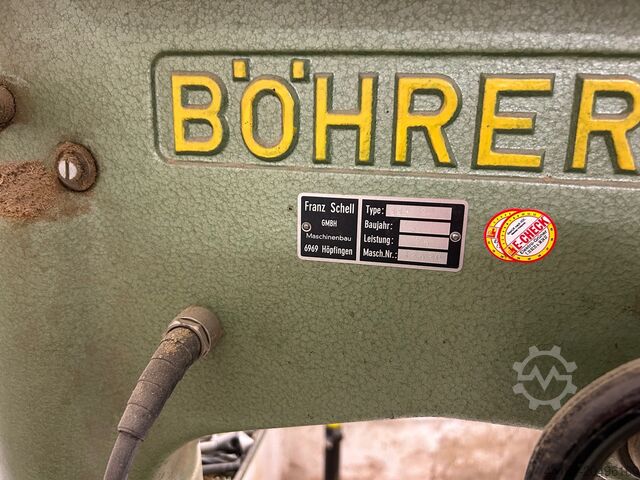 BÖHRER
Franz Schell
GMBH
Maschinenbau
6969 Höpfingen
Type:
Baujahr:
Leistung:
Masch.Nr.:
E-CHECK